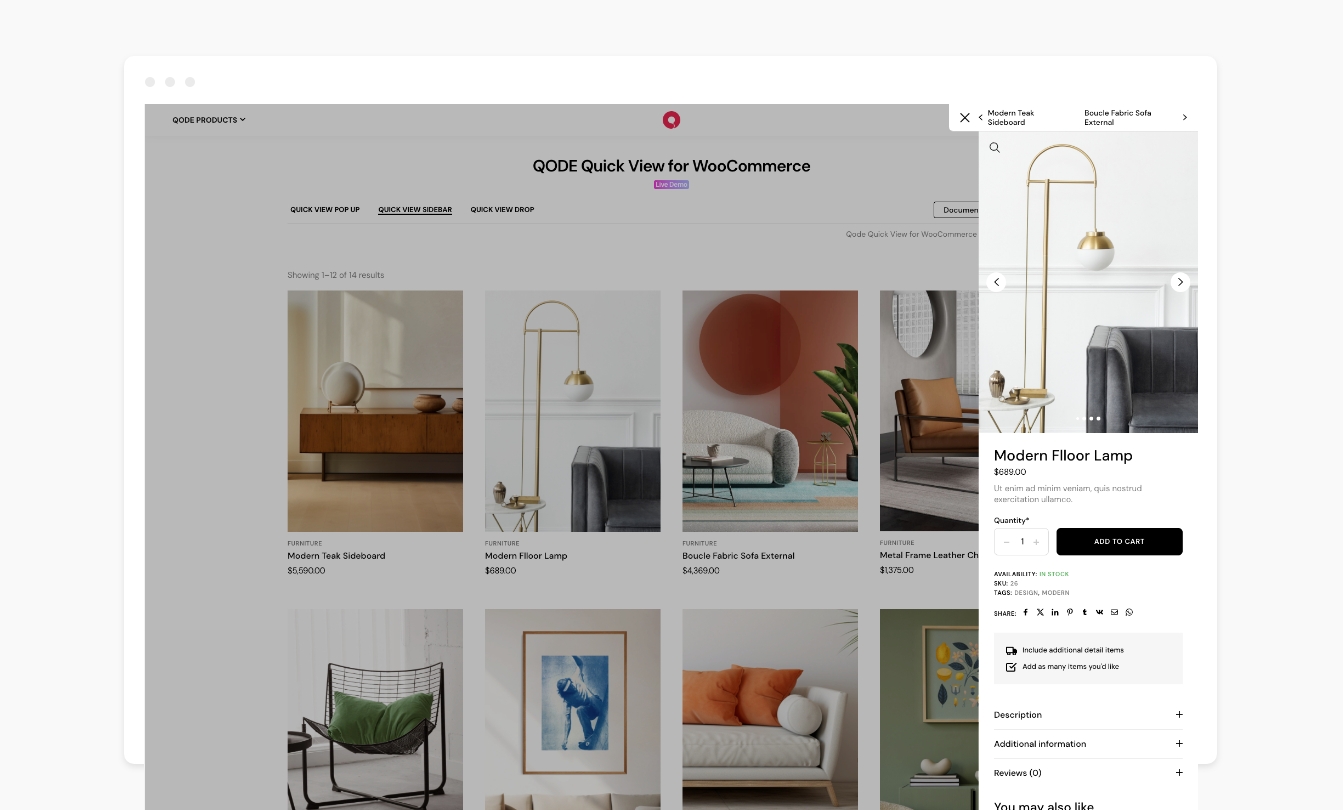 QODE PRODUCTS
Modern Teak
Sideboard
Boucle Fabric Sofa
External
QODE Quick View for WooCommerce
Live Demo
QUICK VIEW POP UP
QUICK VIEW SIDEBAR
QUICK VIEW DROP
Documen
Qode Quick View for WooCommerce
Showing 1–12 of 14 results
FURNITURE
Modern Teak Sideboard
$5,590.00
FURNITURE
Modern Flloor Lamp
$689.00
FURNITURE
Boucle Fabric Sofa External
$4,369.00
FURNITURE
Metal Frame Leather Ch
$1,375.00
Modern Flloor Lamp
$689.00
Ut enim ad minim veniam, quis nostrud
exercitation ullamco.
Quantity*
− 1 +
ADD TO CART
AVAILABILITY: IN STOCK
SKU: 26
TAGS: DESIGN, MODERN
SHARE:
Include additional detail items
Add as many items you'd like
Description
Additional information
Reviews (0)
You may also like